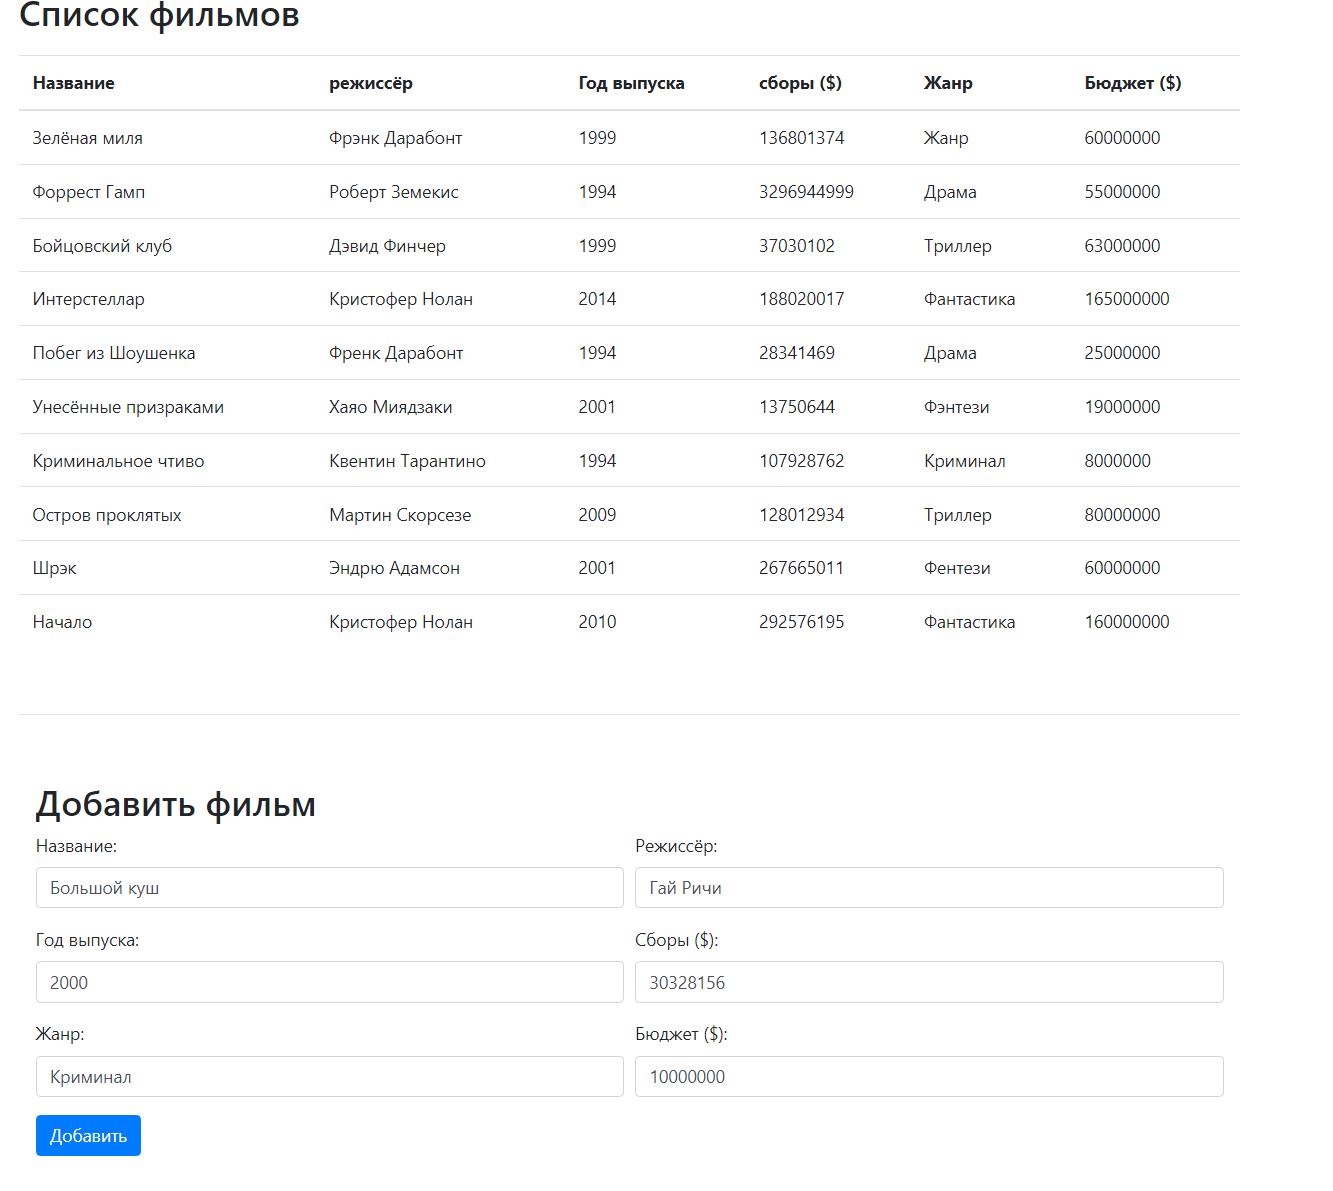 Список фильмов
Название режиссёр Год выпуска сборы ($) Жанр Бюджет ($)
Зелёная миля Фрэнк Дарабонт 1999 136801374 Жанр 60000000
Форрест Гамп Роберт Земекис 1994 3296944999 Драма 55000000
Бойцовский клуб Дэвид Финчер 1999 37030102 Триллер 63000000
Интерстеллар Кристофер Нолан 2014 188020017 Фантастика 165000000
Побег из Шоушенка Френк Дарабонт 1994 28341469 Драма 25000000
Унесённые призраками Хаяо Миядзаки 2001 13750644 Фэнтези 19000000
Криминальное чтиво Квентин Тарантино 1994 107928762 Криминал 8000000
Остров проклятых Мартин Скорсезе 2009 128012934 Триллер 80000000
Шрэк Эндрю Адамсон 2001 267665011 Фентези 60000000
Начало Кристофер Нолан 2010 292576195 Фантастика 160000000
Добавить фильм
Название: Режиссёр:
Большой куш Гай Ричи
Год выпуска: Сборы ($):
2000 30328156
Жанр: Бюджет ($):
Криминал 10000000
Добавить